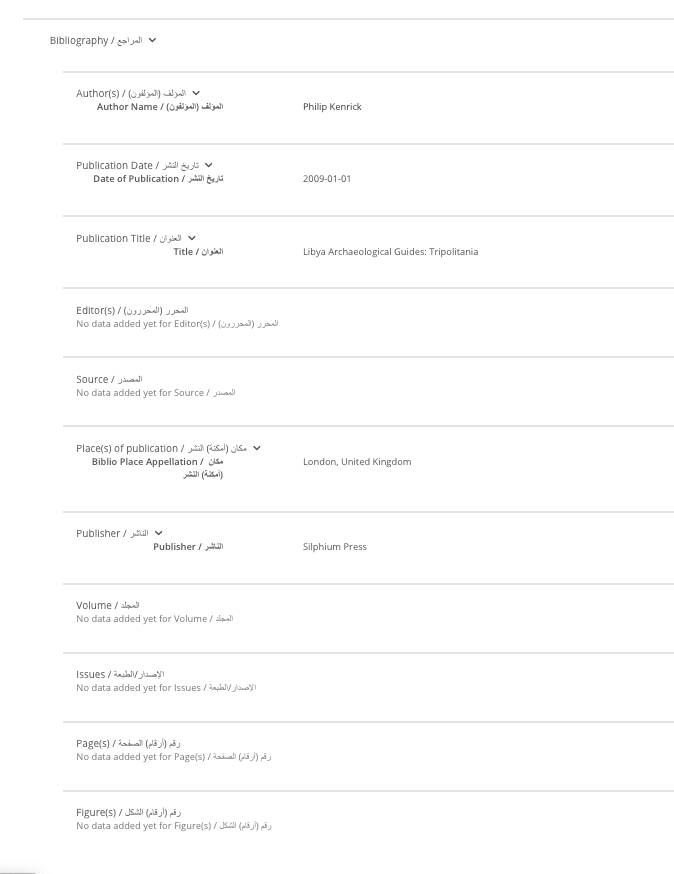 Bibliography / المراجع
Author(s) / المؤلف (المؤلفون)
Author Name / المؤلف (المؤلفون)
Philip Kenrick
Publication Date / تاريخ النشر
Date of Publication / تاريخ النشر
2009-01-01
Publication Title / العنوان
Title / العنوان
Libya Archaeological Guides: Tripolitania
Editor(s) / المحرر (المحررون)
No data added yet for Editor(s) / المحرر (المحررون)
Source / المصدر
No data added yet for Source / المصدر
Place(s) of publication / مكان (أمكنة) النشر
Biblio Place Appellation / مكان
(أمكنة) النشر
London, United Kingdom
Publisher / الناشر
Publisher / الناشر
Silphium Press
Volume / المجلد
No data added yet for Volume / المجلد
Issues / الإصدار/الطبعة
No data added yet for Issues / الإصدار/الطبعة
Page(s) / رقم (أرقام) الصفحة
No data added yet for Page(s) / رقم (أرقام) الصفحة
Figure(s) / رقم (أرقام) الشكل
No data added yet for Figure(s) / رقم (أرقام) الشكل